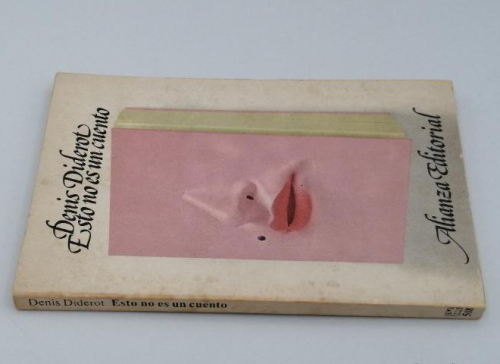 Denis Diderot
Esto no es un cuento
Alianza Editorial
Denis Diderot Esto no es un cuento